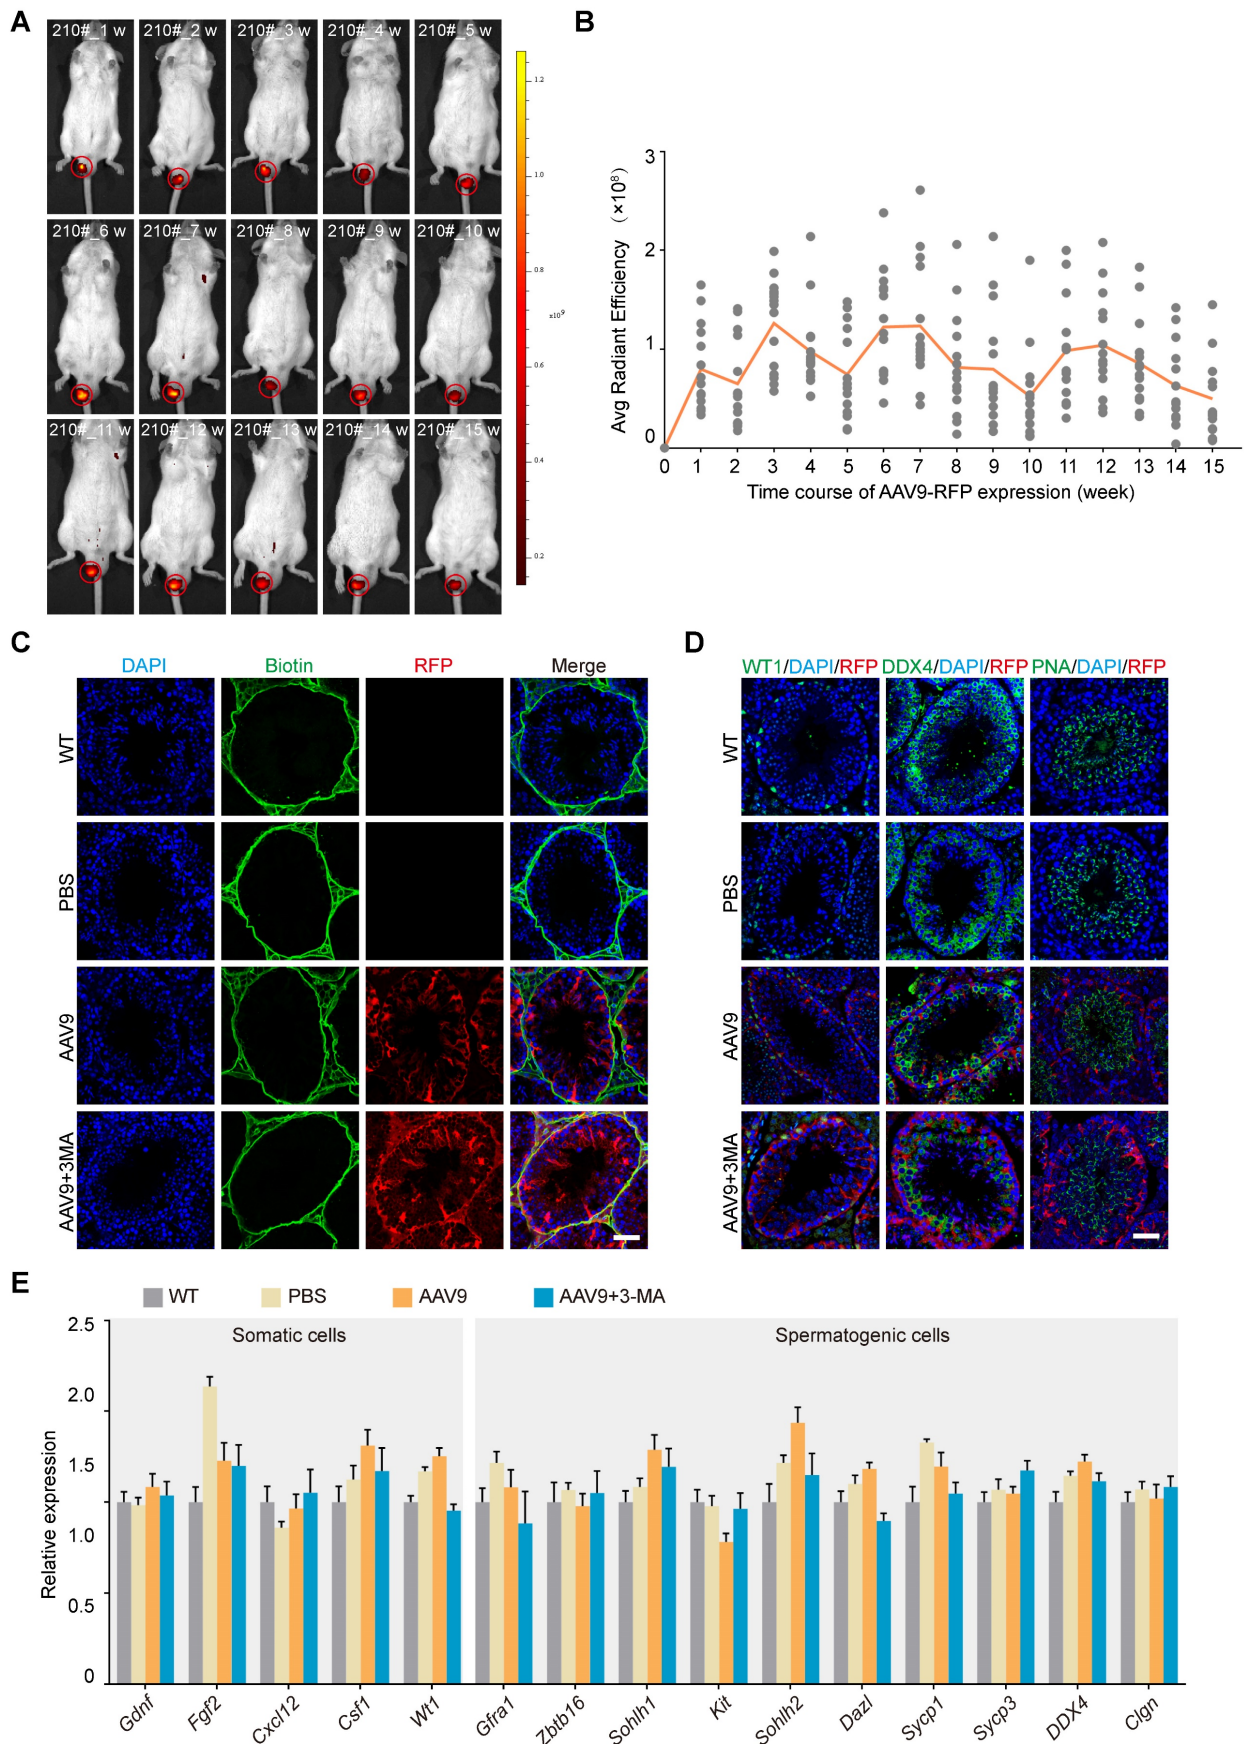 A
210#_1 w
210#_2 w
210#_3 w
210#_4 w
210#_5 w
210#_6 w
210#_7 w
210#_8 w
210#_9 w
210#_10 w
210#_11 w
210#_12 w
210#_13 w
210#_14 w
210#_15 w
1.2
1.0
0.8
x10⁹
0.6
0.4
0.2
B
Avg Radiant Efficiency (×10⁸)
3
2
1
0
0 1 2 3 4 5 6 7 8 9 10 11 12 13 14 15
Time course of AAV9-RFP expression (week)
C
DAPI Biotin RFP Merge
WT
PBS
AAV9
AAV9+3MA
D
WT1/DAPI/RFP DDX4/DAPI/RFP PNA/DAPI/RFP
WT
PBS
AAV9
AAV9+3MA
E
WT PBS AAV9 AAV9+3-MA
Somatic cells Spermatogenic cells
Relative expression
2.5
2.0
1.5
1.0
0.5
0
Gdnf Fgf2 Cxcl12 Csf1 Wt1 Gfra1 Zbtb16 Sohlh1 Kit Sohlh2 Dazl Sycp1 Sycp3 DDX4 Clgn